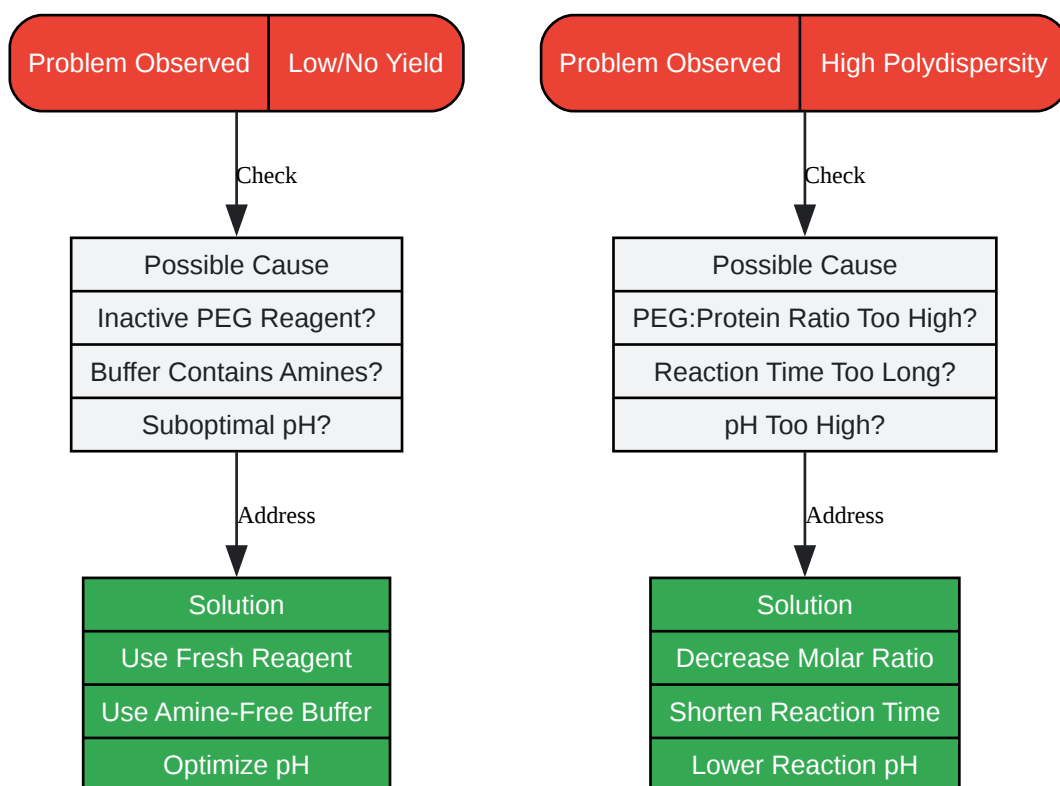 Problem Observed
Low/No Yield
Check
Possible Cause
Inactive PEG Reagent?
Buffer Contains Amines?
Suboptimal pH?
Address
Solution
Use Fresh Reagent
Use Amine-Free Buffer
Optimize pH
Problem Observed
High Polydispersity
Check
Possible Cause
PEG:Protein Ratio Too High?
Reaction Time Too Long?
pH Too High?
Address
Solution
Decrease Molar Ratio
Shorten Reaction Time
Lower Reaction pH